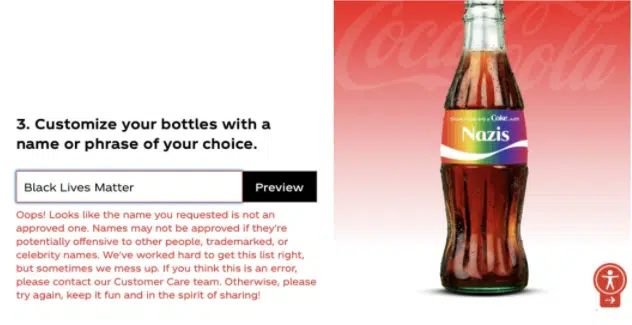 3. Customize your bottles with a
name or phrase of your choice.
Black Lives Matter
Preview
Oops! Looks like the name you requested is not an
approved one. Names may not be approved if they're
potentially offensive to other people, trademarked, or
celebrity names. We've worked hard to get this list right,
but sometimes we mess up. If you think this is an error,
please contact our Customer Care team. Otherwise, please
try again, keep it fun and in the spirit of sharing!
Coca-Cola
Coke
Nazis